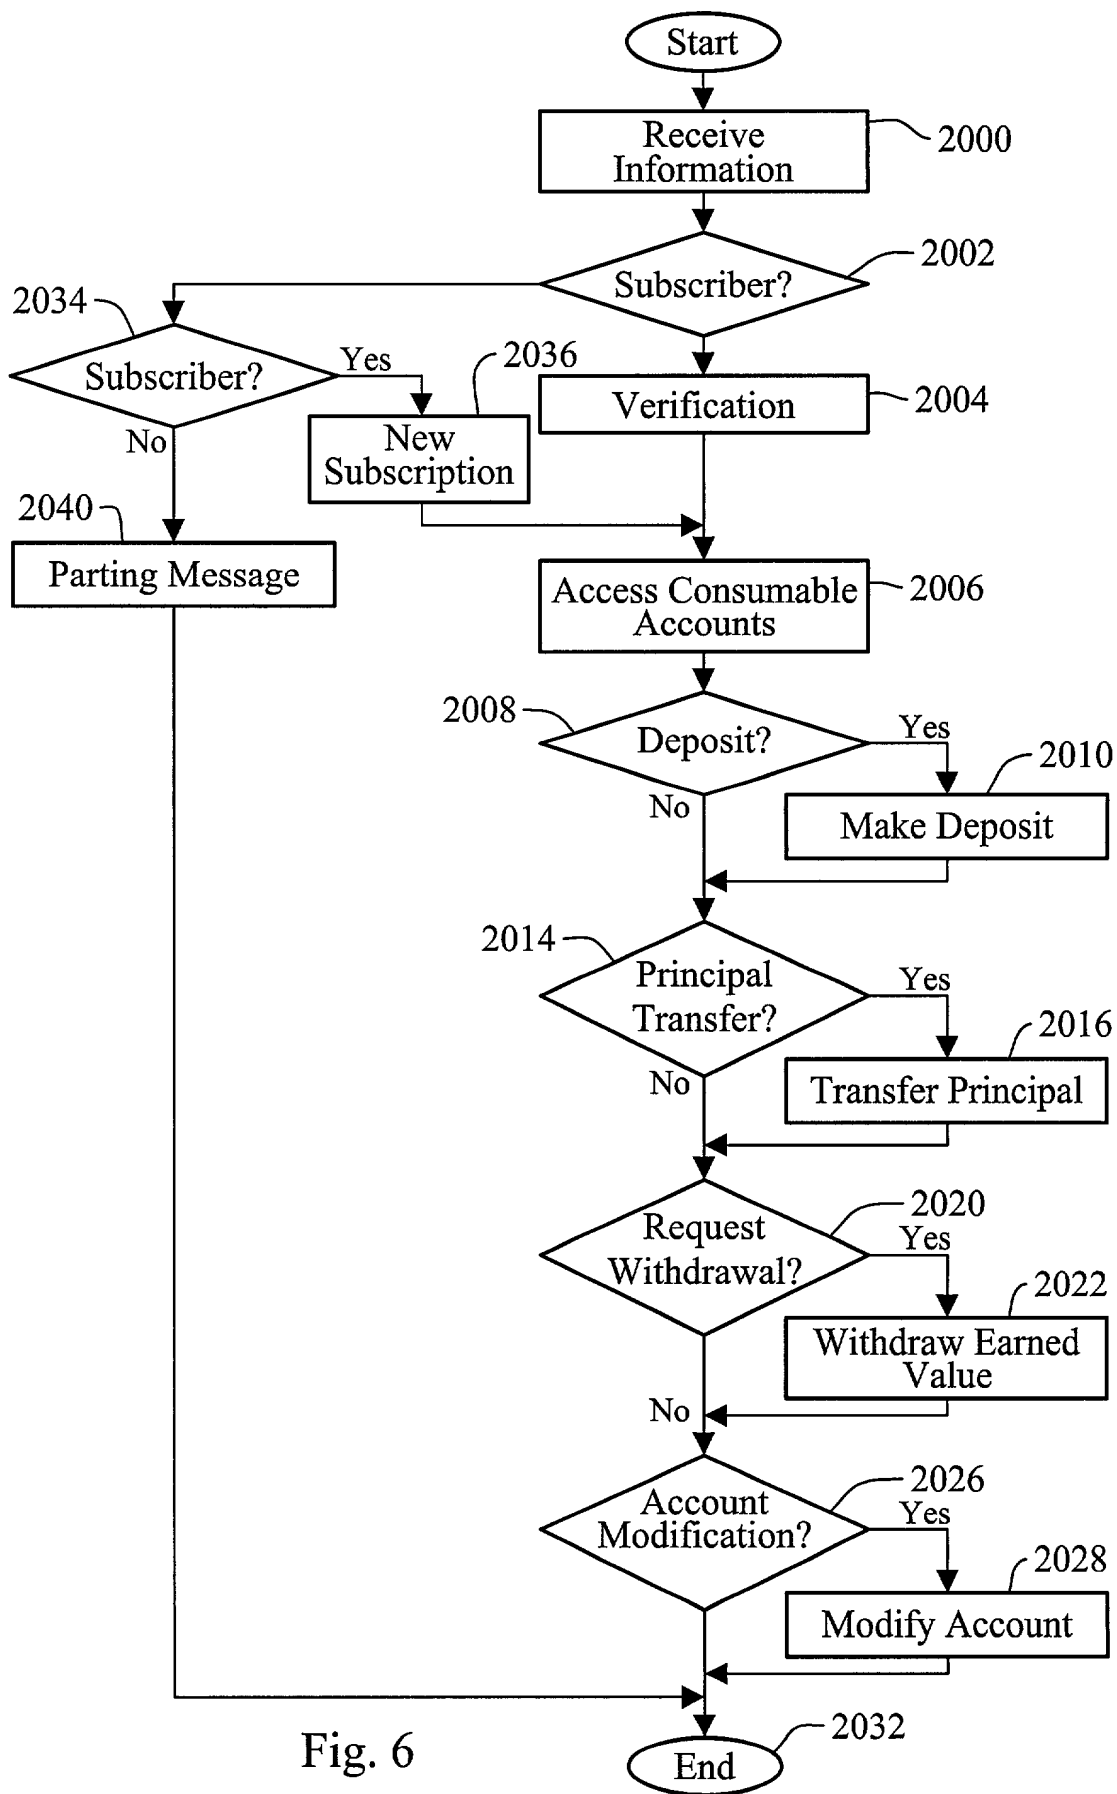 Start
Receive
Information
2000
Subscriber?
2002
2034
Subscriber?
Yes
No
2036
New
Subscription
Verification
2004
2040
Parting Message
Access Consumable
Accounts
2006
2008
Deposit?
Yes
No
2010
Make Deposit
2014
Principal
Transfer?
Yes
No
2016
Transfer Principal
Request
Withdrawal?
2020
Yes
2022
Withdraw Earned
Value
No
Account
Modification?
2026
Yes
2028
Modify Account
2032
End
Fig. 6